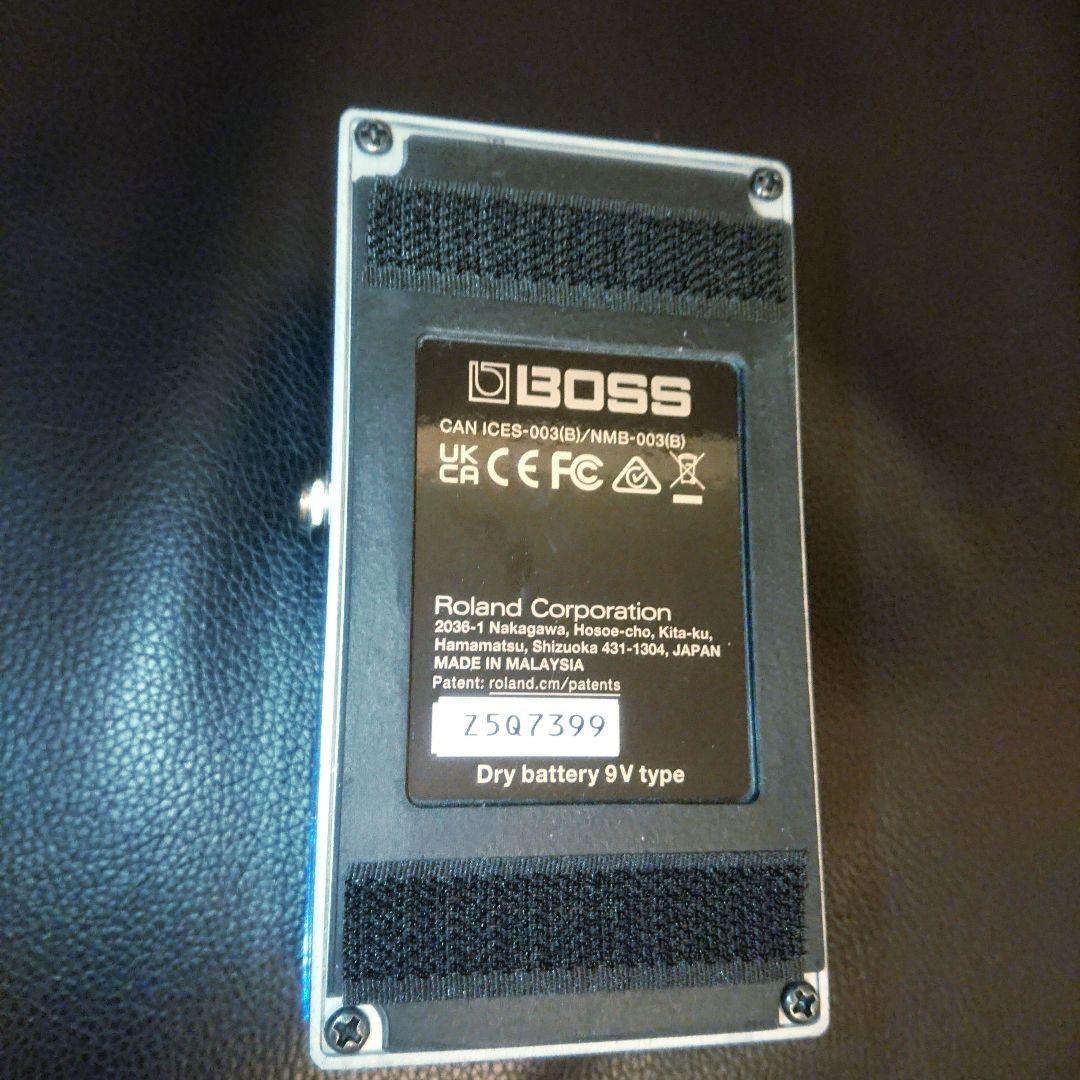 BOSS
CAN ICES-003(B)/NMB-003(B)
UK CA CE FC
Roland Corporation
2036-1 Nakagawa, Hosoe-cho, Kita-ku,
Hamamatsu, Shizuoka 431-1304, JAPAN
MADE IN MALAYSIA
Patent: roland.cm/patents
Z5Q7399
Dry battery 9V type